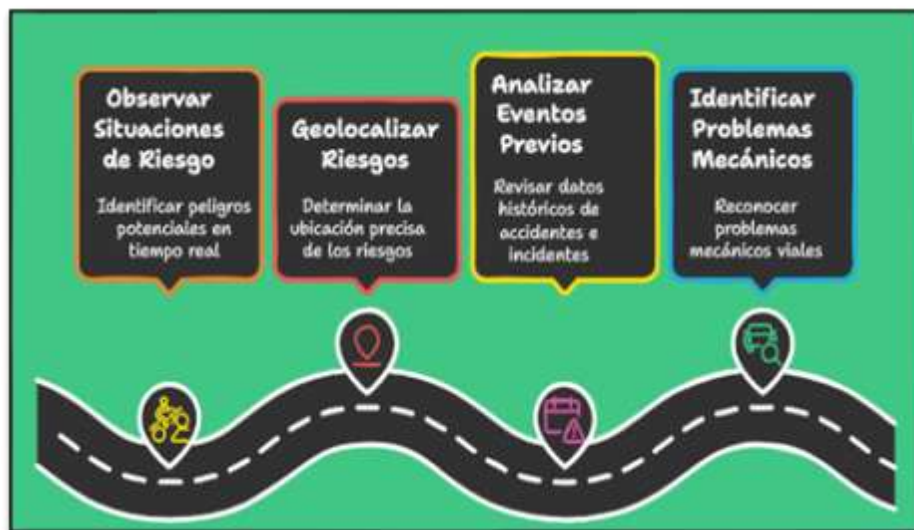 Observar
Situaciones
de Riesgo
Identificar peligros
potenciales en
tiempo real
Geolocalizar
Riesgos
Determinar la
ubicación precisa
de los riesgos
Analizar
Eventos
Previos
Revisar datos
históricos de
accidentes e
incidentes
Identificar
Problemas
Mecánicos
Reconocer
problemas
mecánicos viales